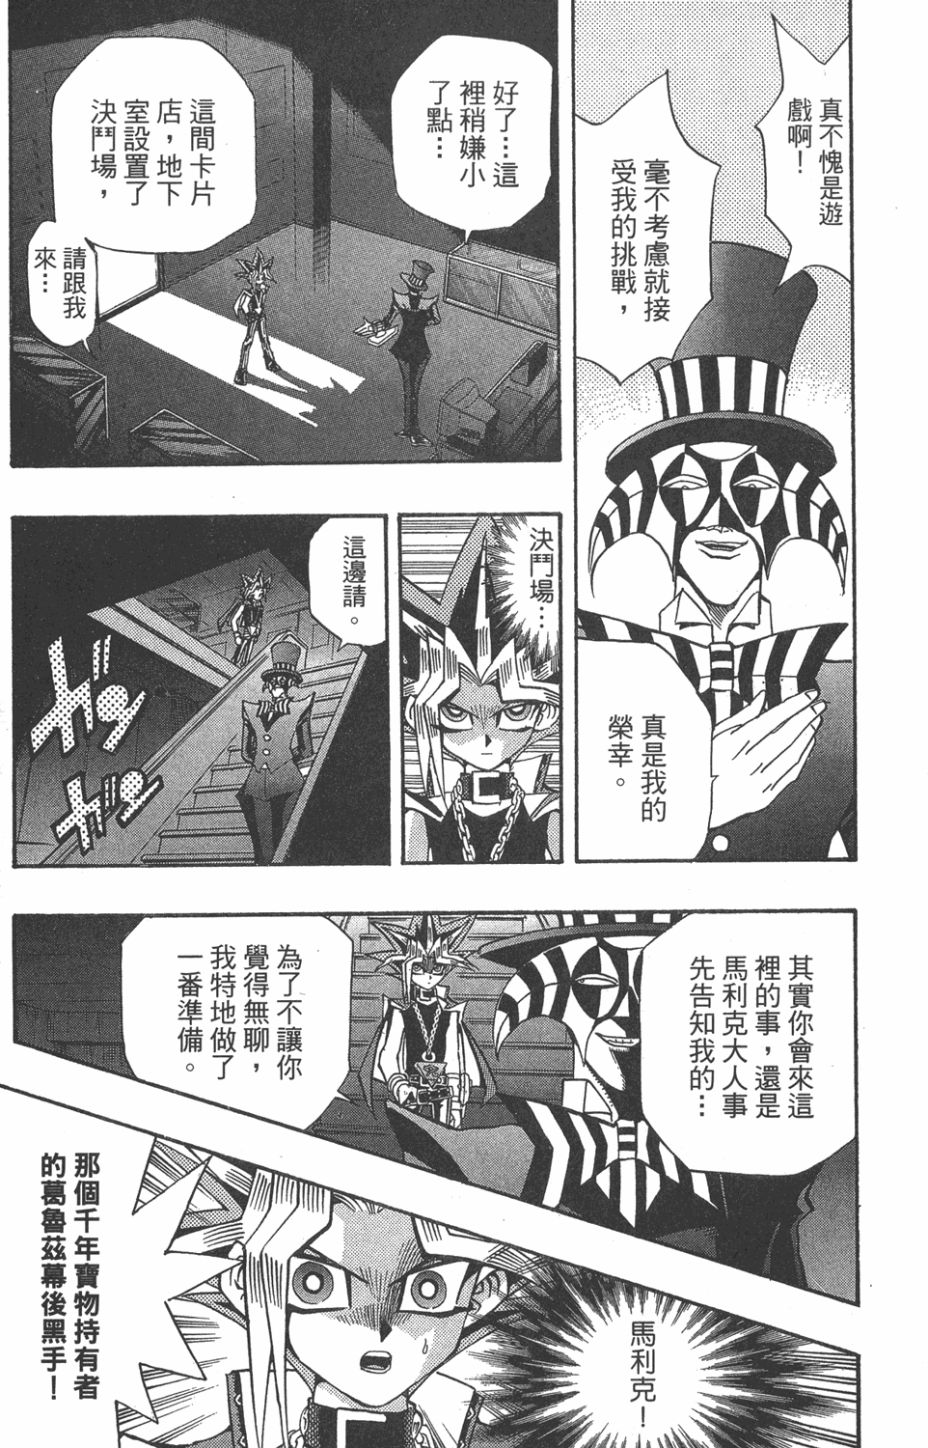 真不愧是遊
戲啊！
毫不考慮就接
受我的挑戰，
真是我的
榮幸。
好了…這
裡稍嫌小
了點…
這間卡片
店，地下
室設置了
決鬥場，
請跟我
來…
決鬥場…
這邊請。
ガッ
ガッ
其實你會來這
裡的事，還是
馬利克大人事
先告知我的…
為了不讓你
覺得無聊，
我特地做了
一番準備。
馬利克！
那個千年寶物持有者
的葛魯茲幕後黑手！